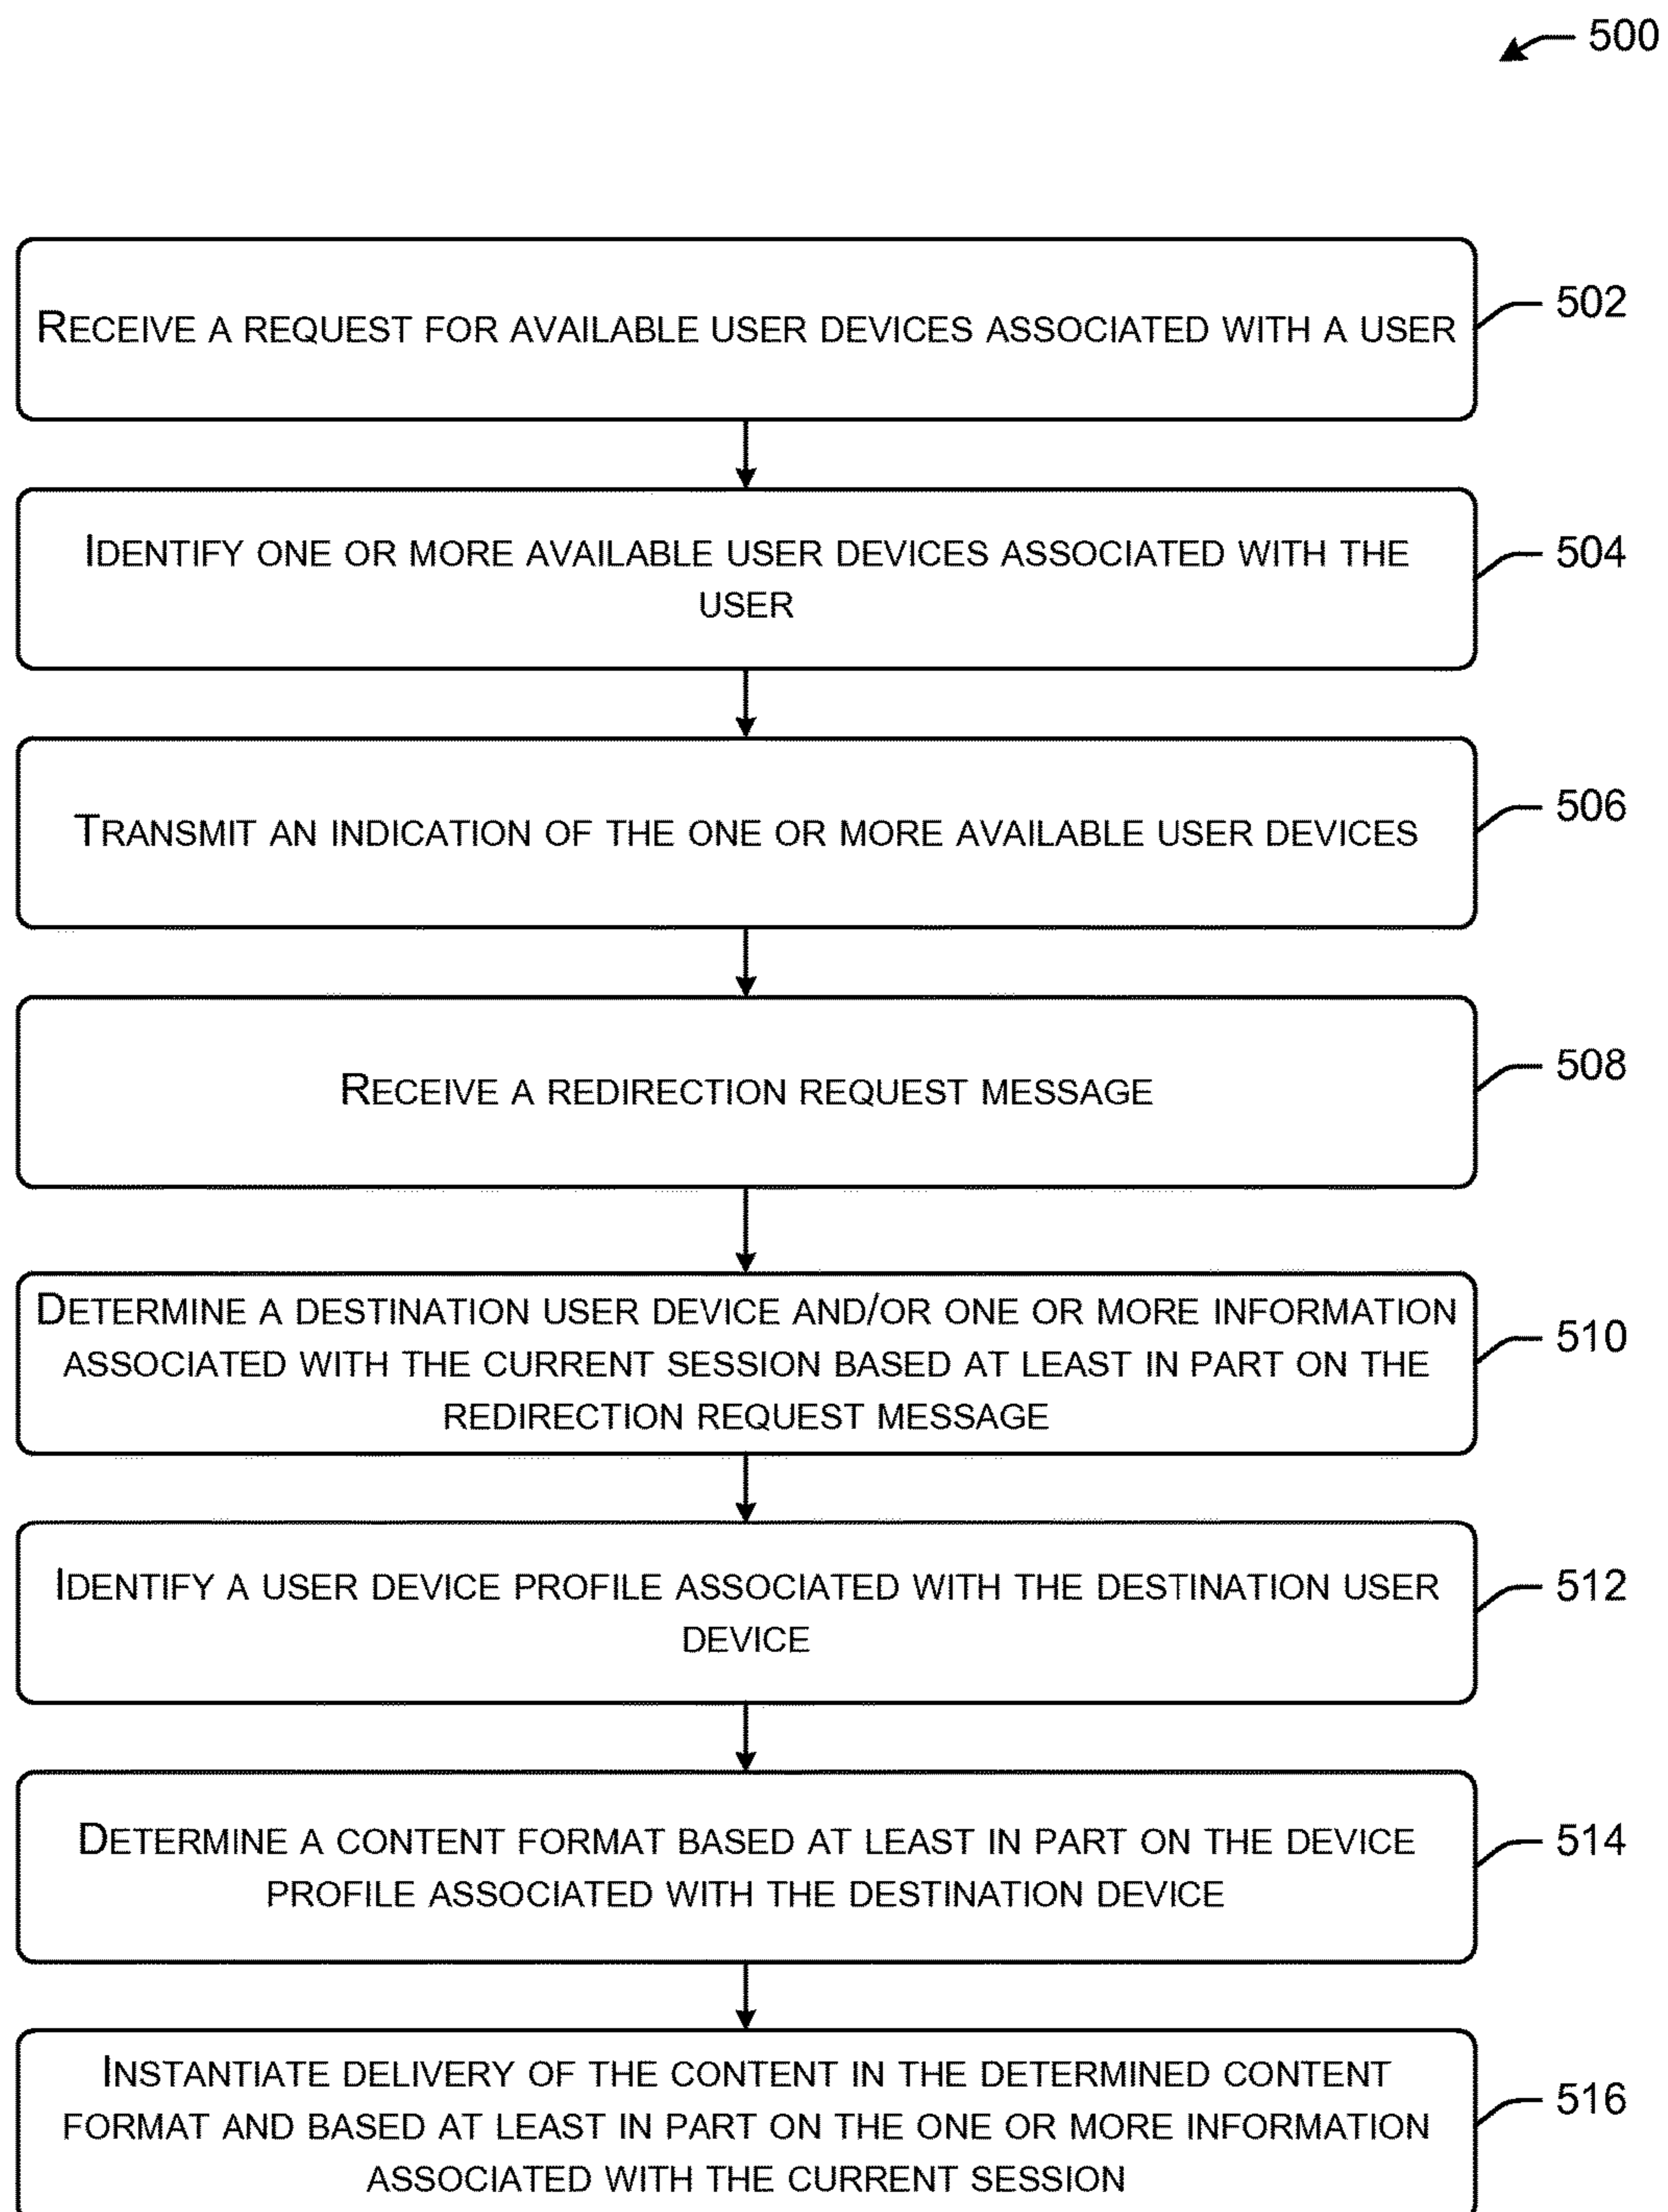 500
RECEIVE A REQUEST FOR AVAILABLE USER DEVICES ASSOCIATED WITH A USER
502
IDENTIFY ONE OR MORE AVAILABLE USER DEVICES ASSOCIATED WITH THE
USER
504
TRANSMIT AN INDICATION OF THE ONE OR MORE AVAILABLE USER DEVICES
506
RECEIVE A REDIRECTION REQUEST MESSAGE
508
DETERMINE A DESTINATION USER DEVICE AND/OR ONE OR MORE INFORMATION
ASSOCIATED WITH THE CURRENT SESSION BASED AT LEAST IN PART ON THE
REDIRECTION REQUEST MESSAGE
510
IDENTIFY A USER DEVICE PROFILE ASSOCIATED WITH THE DESTINATION USER
DEVICE
512
DETERMINE A CONTENT FORMAT BASED AT LEAST IN PART ON THE DEVICE
PROFILE ASSOCIATED WITH THE DESTINATION DEVICE
514
INSTANTIATE DELIVERY OF THE CONTENT IN THE DETERMINED CONTENT
FORMAT AND BASED AT LEAST IN PART ON THE ONE OR MORE INFORMATION
ASSOCIATED WITH THE CURRENT SESSION
516